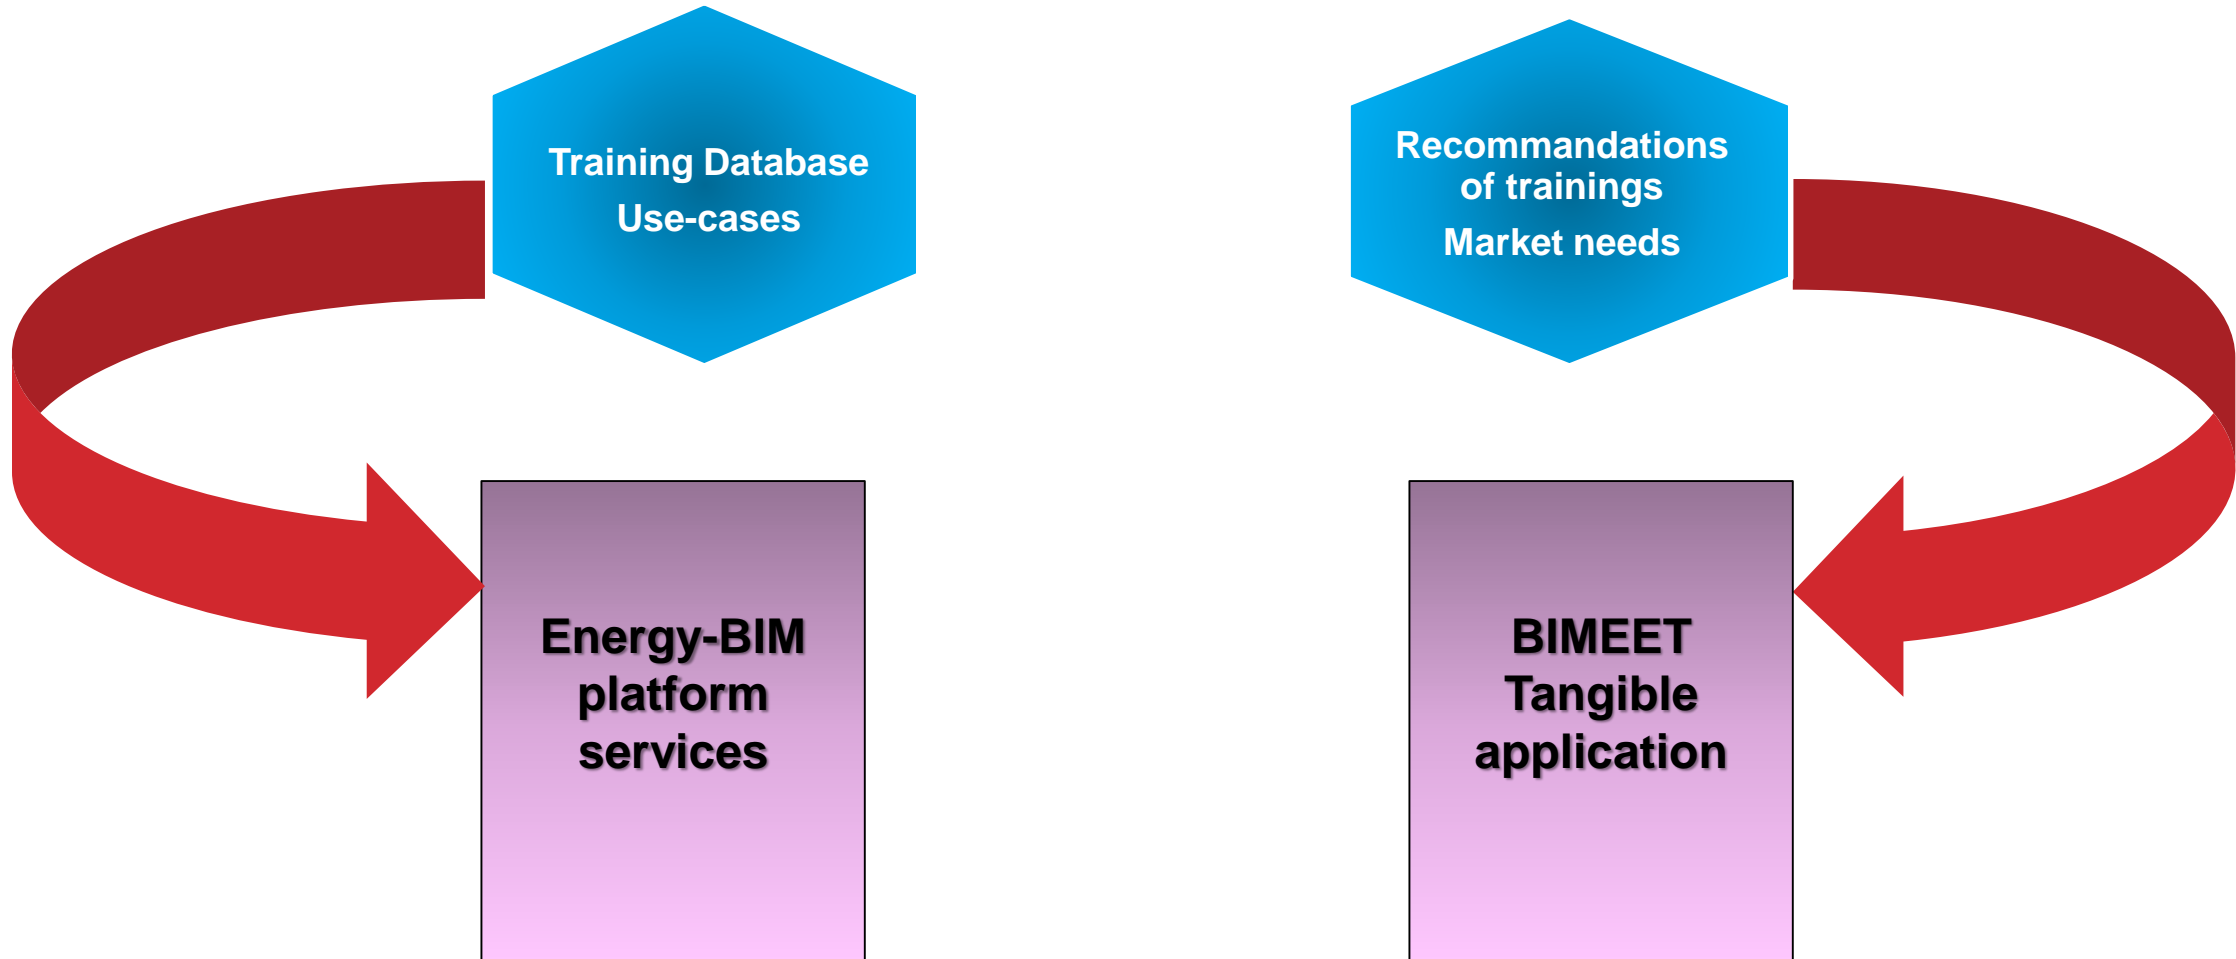 Training Database
Use-cases
Recommandations
of trainings
Market needs
Energy-BIM
platform
services
BIMEET
Tangible
application